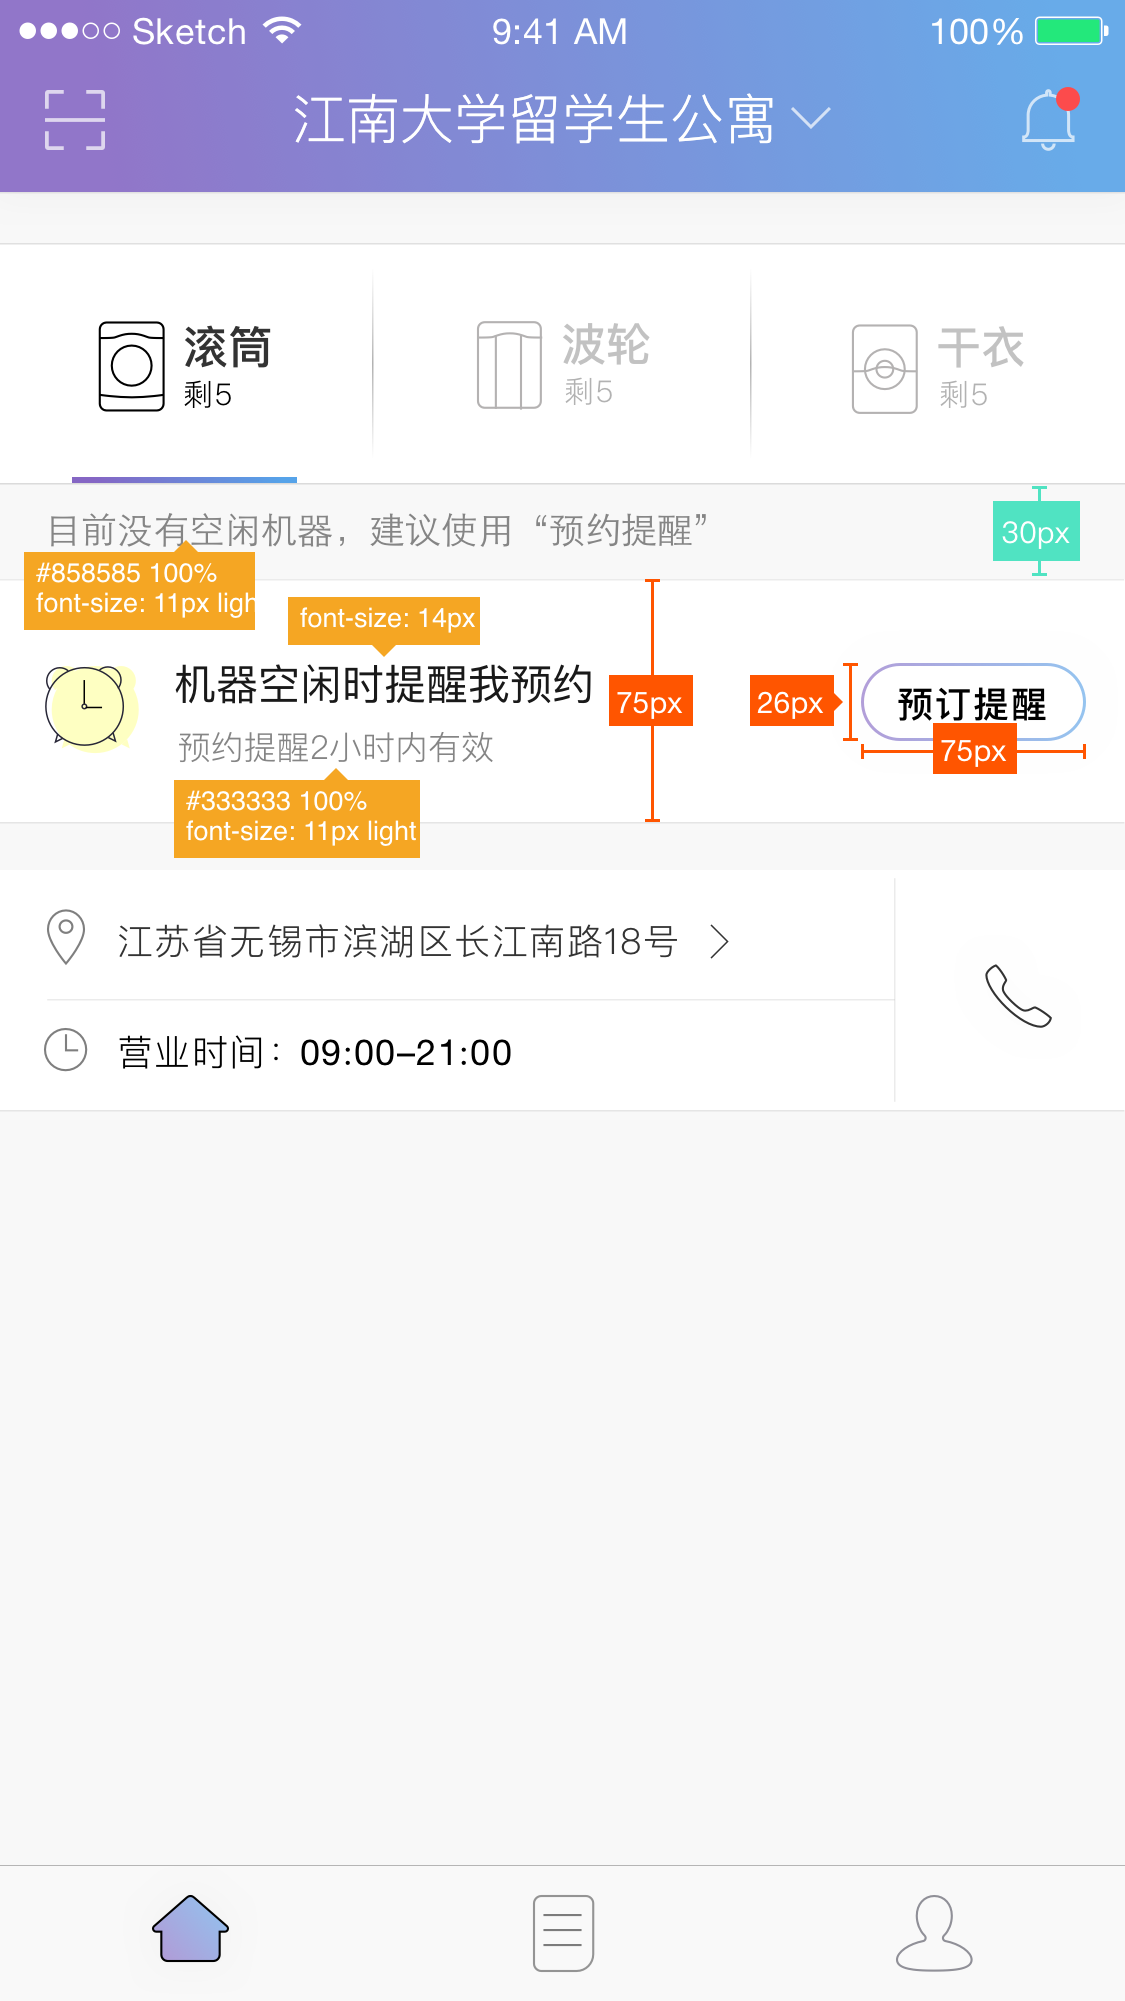 Sketch
9:41 AM
100%
江南大学留学生公寓
滚筒
剩5
波轮
剩5
干衣
剩5
目前没有空闲机器，建议使用“预约提醒”
30px
#858585 100%
font-size: 11px ligh
font-size: 14px
机器空闲时提醒我预约
75px
26px
预订提醒
75px
预约提醒2小时内有效
#333333 100%
font-size: 11px light
江苏省无锡市滨湖区长江南路18号
营业时间：09:00–21:00